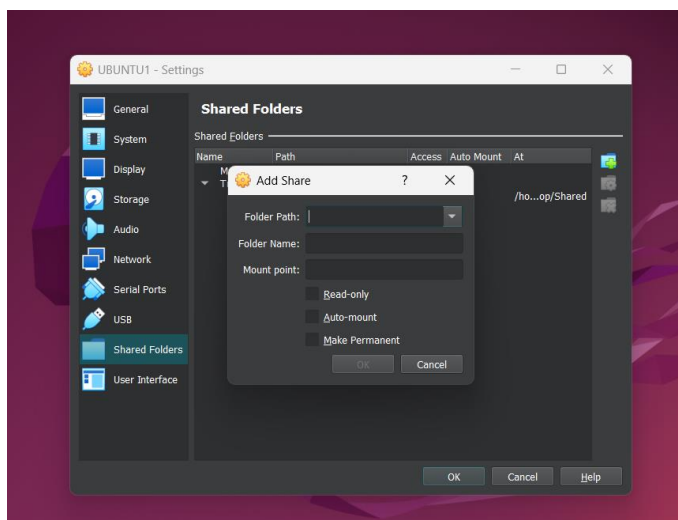 UBUNTU1 - Settings
General
System
Display
Storage
Audio
Network
Serial Ports
USB
Shared Folders
User Interface
Shared Folders
Shared Folders
Name Path Access Auto Mount At
/ho...op/Shared
Add Share ?
Folder Path:
Folder Name:
Mount point:
Read-only
Auto-mount
Make Permanent
OK Cancel
OK Cancel Help